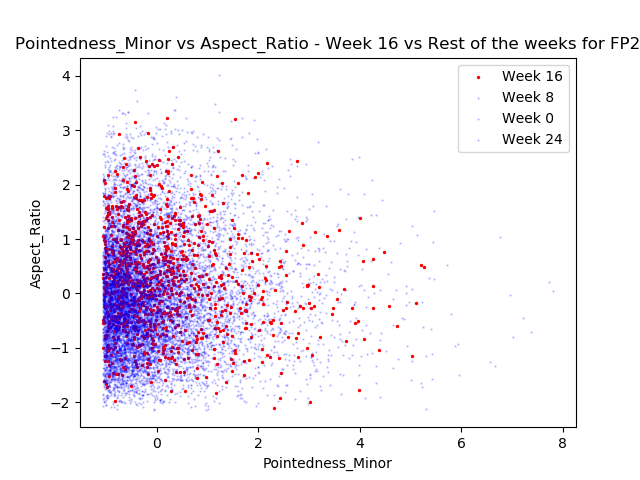 Pointedness_Minor vs Aspect_Ratio - Week 16 vs Rest of the weeks for FP2
Week 16
Week 8
Week 0
Week 24
4
3
2
1
0
−1
−2
Aspect_Ratio
0
2
4
6
8
Pointedness_Minor